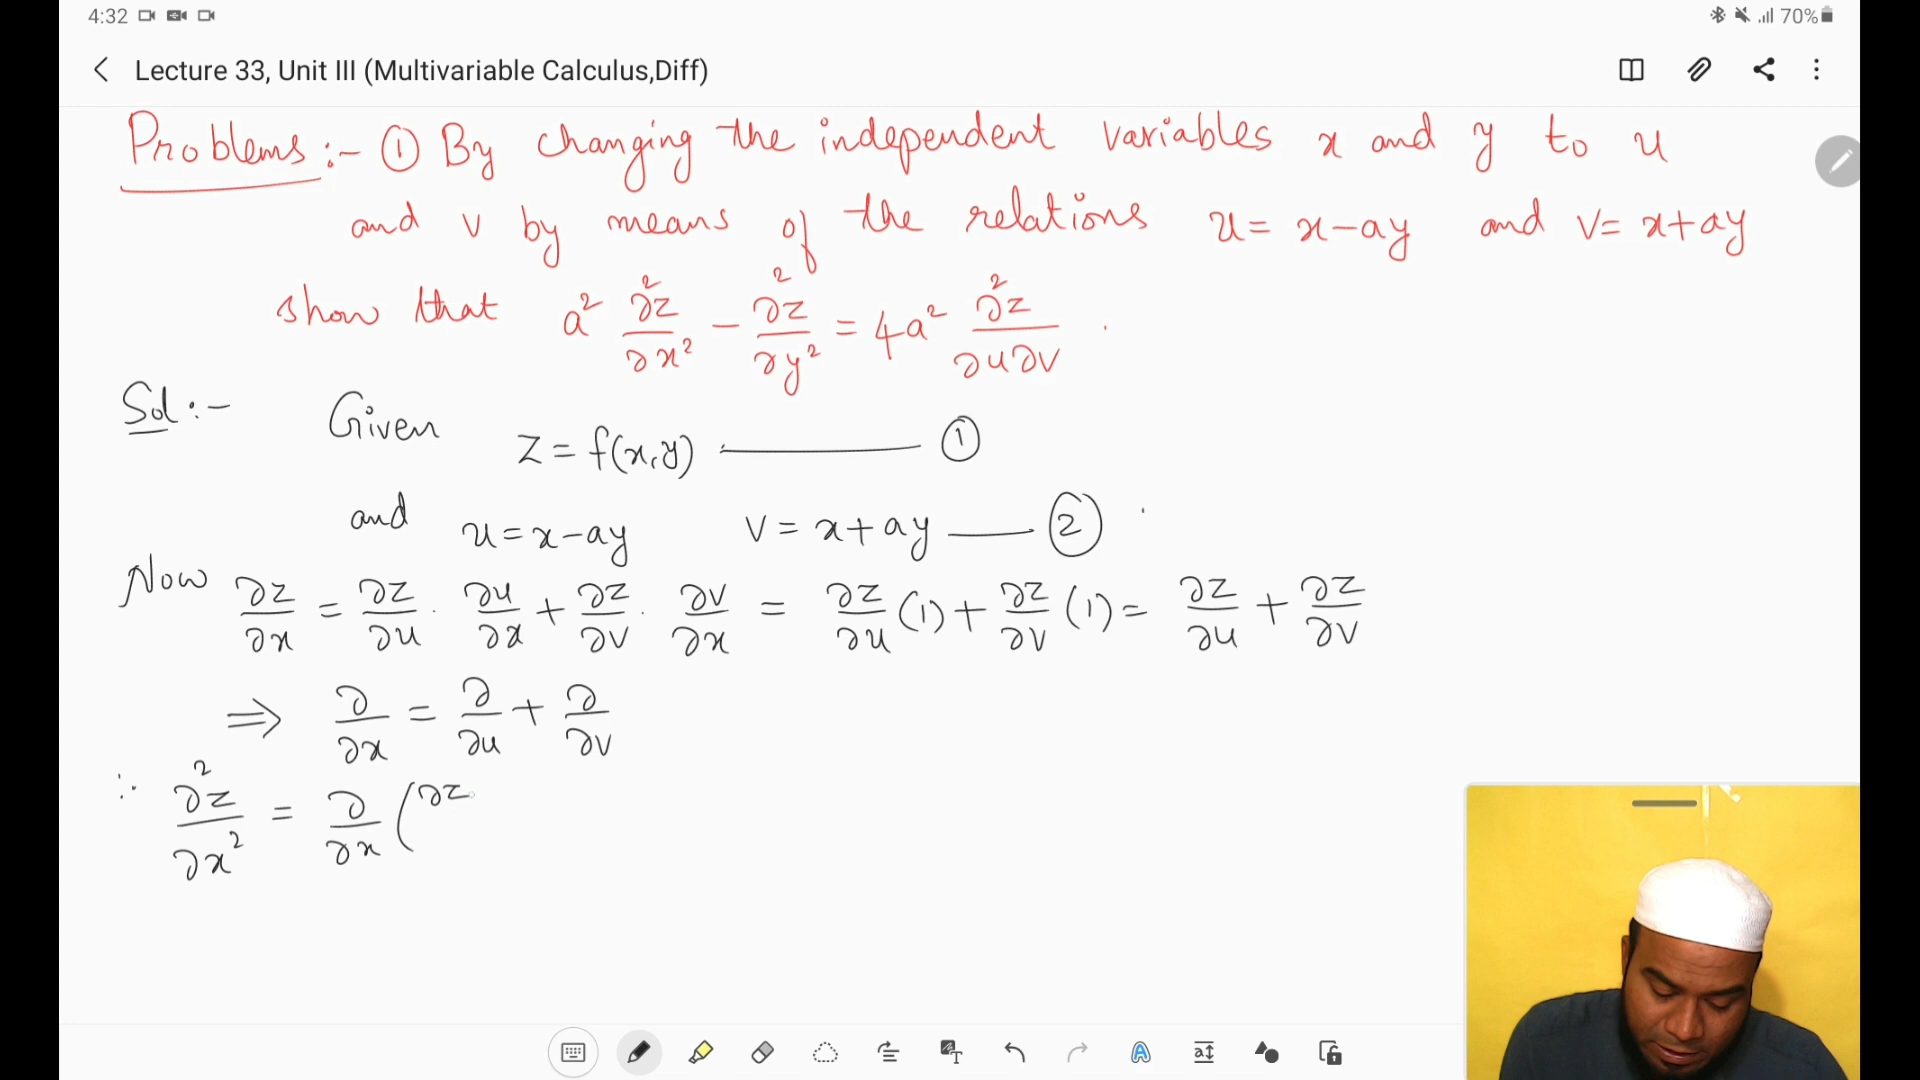 4:32 70%
Lecture 33, Unit III (Multivariable Calculus,Diff)
Problems :- ① By changing the independent variables x and y to u
and v by means of the relations u = x-ay and v = x+ay
show that a² ∂²z/∂x² - ∂²z/∂y² = 4a² ∂²z/∂u∂v .
Sol :- Given
z = f(x,y) ——— ①
and u = x-ay v = x+ay ——— ②
Now ∂z/∂x = ∂z/∂u · ∂u/∂x + ∂z/∂v · ∂v/∂x = ∂z/∂u (1) + ∂z/∂v (1) = ∂z/∂u + ∂z/∂v
⇒ ∂/∂x = ∂/∂u + ∂/∂v
∴ ∂²z/∂x² = ∂/∂x (∂z